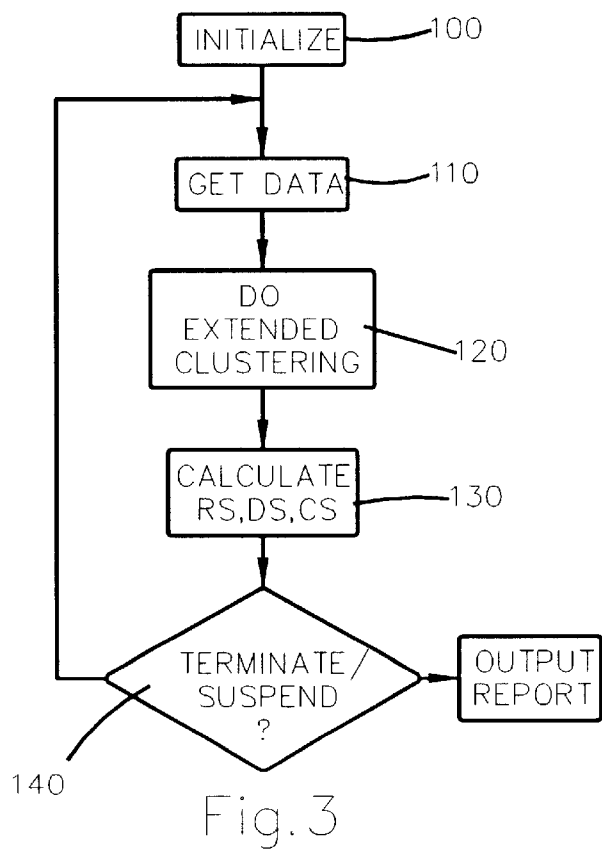 INITIALIZE
100
GET DATA
110
DO
EXTENDED
CLUSTERING
120
CALCULATE
RS,DS,CS
130
TERMINATE/
SUSPEND
?
140
OUTPUT
REPORT
Fig. 3